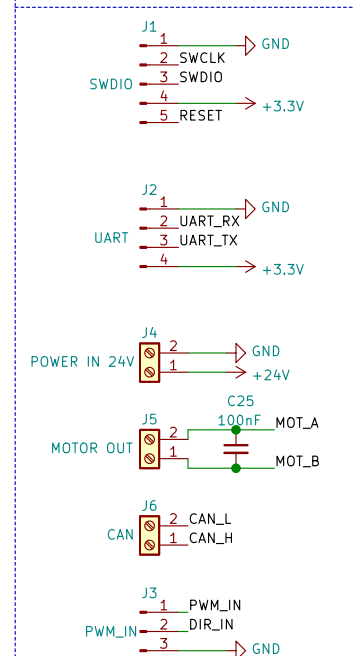 J1
1 GND
2 SWCLK
SWDIO 3 SWDIO
4 +3.3V
5 RESET
J2
1 GND
2 UART_RX
UART 3 UART_TX
4 +3.3V
J4
2 GND
POWER IN 24V 1 +24V
C25
J5 100nF MOT_A
2
MOTOR OUT 1 MOT_B
J6
2 CAN_L
CAN 1 CAN_H
J3
1 PWM_IN
PWM_IN 2 DIR_IN
3 GND